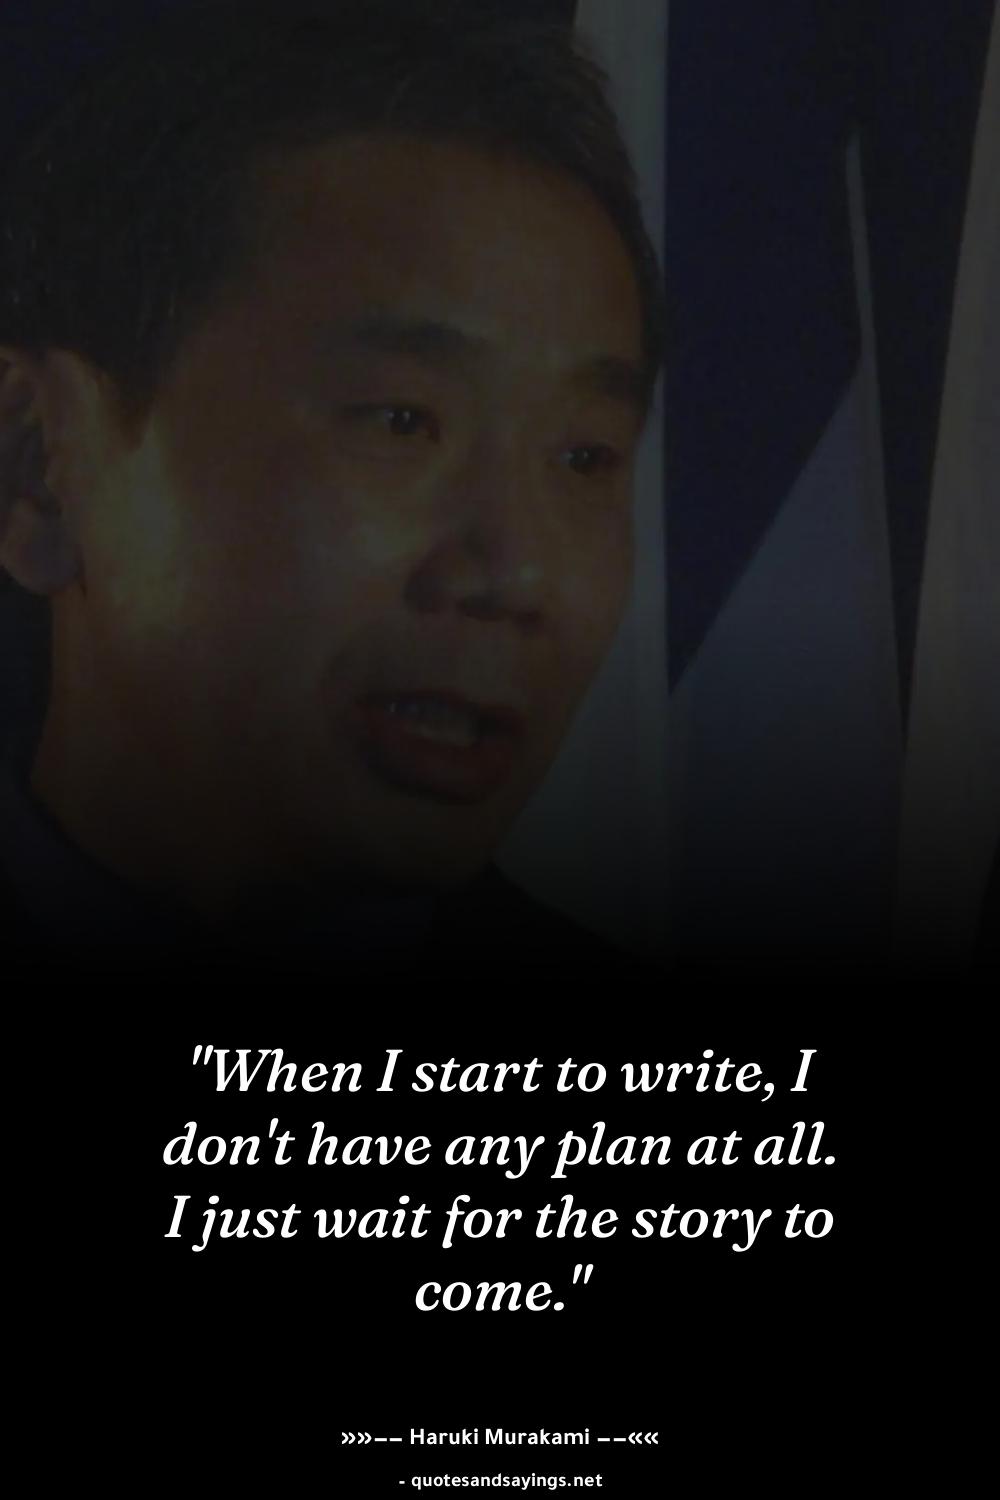 "When I start to write, I
don't have any plan at all.
I just wait for the story to
come."
»»−− Haruki Murakami −−««
- quotesandsayings.net